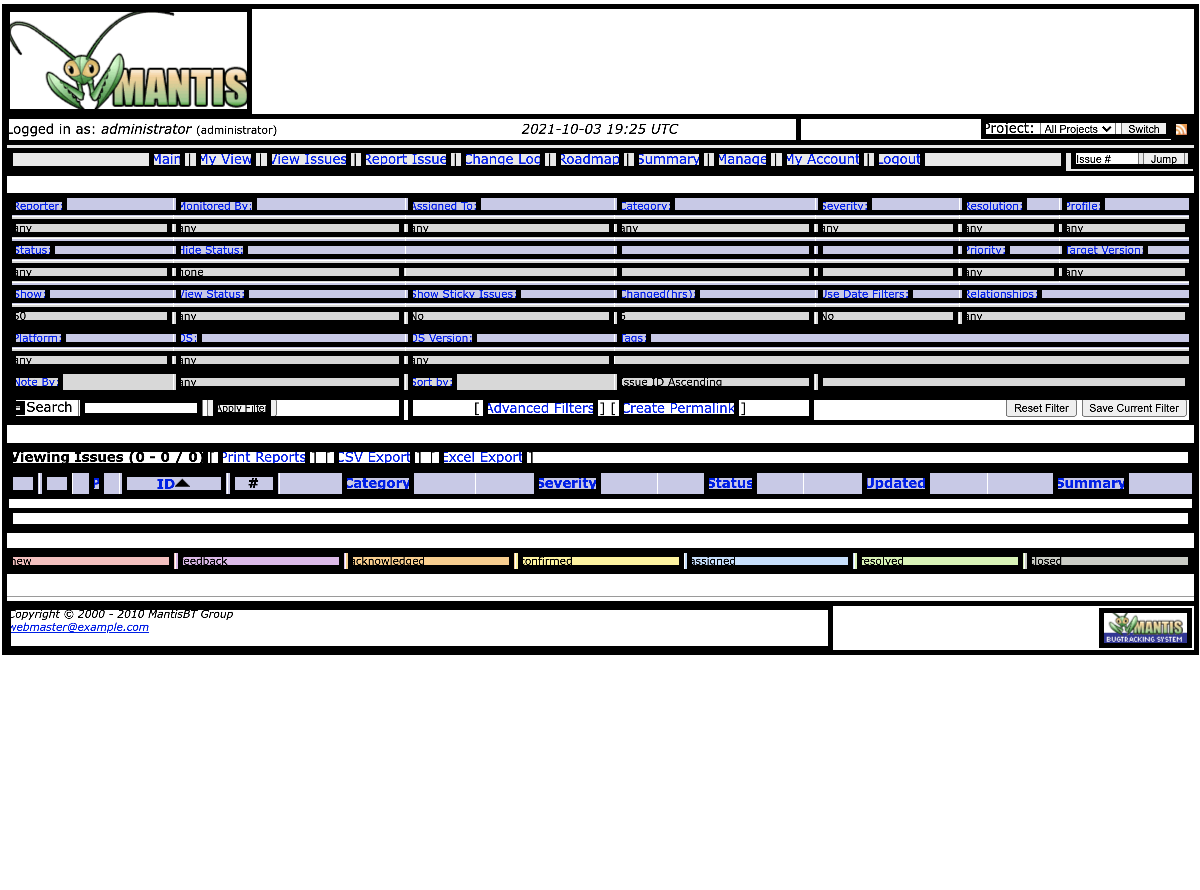 MANTIS
Logged in as: administrator (administrator) 2021-10-03 19:25 UTC Project: All Projects Switch
Main | My View | View Issues | Report Issue | Change Log | Roadmap | Summary | Manage | My Account | Logout Issue # Jump
Reporter: Monitored By: Assigned To: Category: Severity: Resolution: Profile:
any any any any any any any
Status: Hide Status: Priority: Target Version:
any none any any
Show: View Status: Show Sticky Issues: Changed(hrs): Use Date Filters: Relationships:
50 any No 6 No any
Platform: OS: OS Version: Tags:
any any any
Note By: any Sort by: Issue ID Ascending
Search Apply Filter [ Advanced Filters ] [ Create Permalink ] Reset Filter Save Current Filter
Viewing Issues (0 - 0 / 0) [ Print Reports ] [ CSV Export ] [ Excel Export ]
P ID # Category Severity Status Updated Summary
new feedback acknowledged confirmed assigned resolved closed
Copyright © 2000 - 2010 MantisBT Group
webmaster@example.com
MANTIS
BUGTRACKING SYSTEM